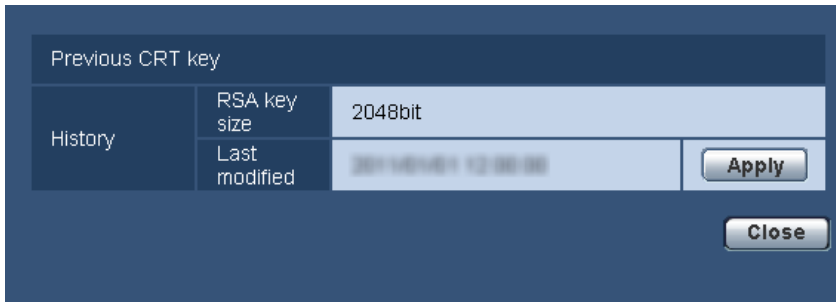 Previous CRT key
History
RSA key
size
2048bit
Last
modified
Apply
Close